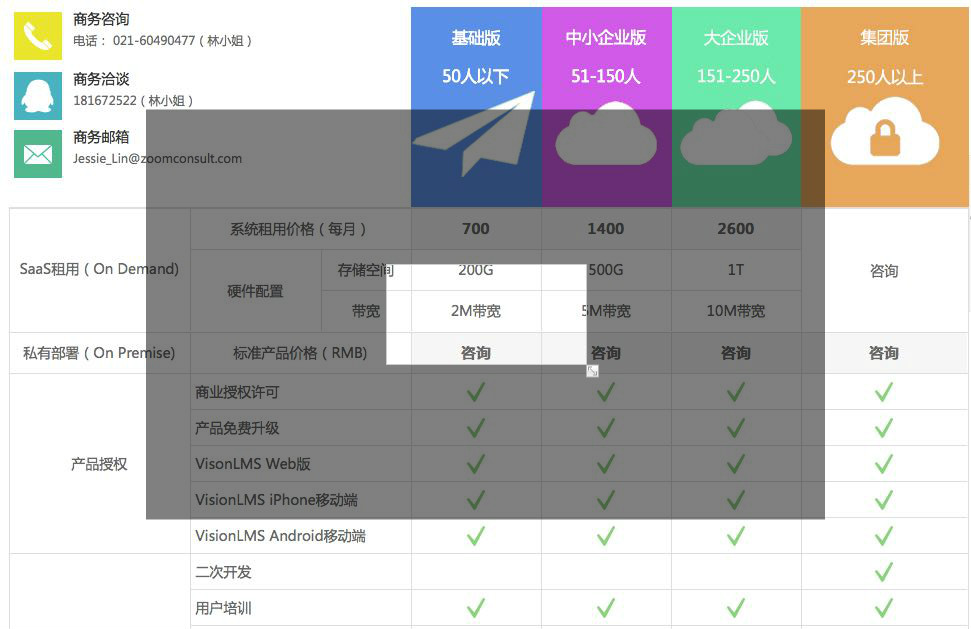 商务咨询
电话： 021-60490477（林小姐）
商务洽谈
181672522（林小姐）
商务邮箱
Jessie_Lin@zoomconsult.com
基础版 中小企业版 大企业版 集团版
50人以下 51-150人 151-250人 250人以上
SaaS租用（On Demand） 系统租用价格（每月） 700 1400 2600 咨询
硬件配置 存储空间 200G 500G 1T
带宽 2M带宽 5M带宽 10M带宽
私有部署（On Premise） 标准产品价格（RMB） 咨询 咨询 咨询 咨询
产品授权
商业授权许可
产品免费升级
VisonLMS Web版
VisionLMS iPhone移动端
VisionLMS Android移动端
二次开发
用户培训